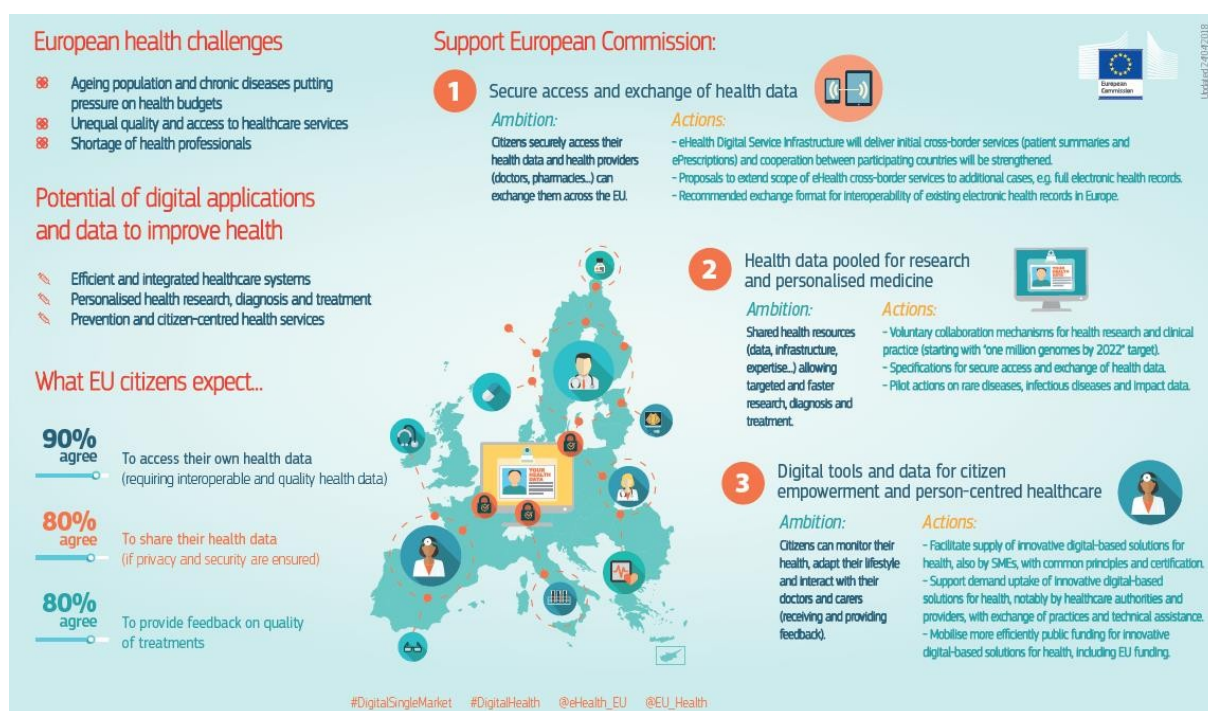 European health challenges
Ageing population and chronic diseases putting
pressure on health budgets
Unequal quality and access to healthcare services
Shortage of health professionals
Potential of digital applications
and data to improve health
Efficient and integrated healthcare systems
Personalised health research, diagnosis and treatment
Prevention and citizen-centred health services
What EU citizens expect...
90%
agree
To access their own health data
(requiring interoperable and quality health data)
80%
agree
To share their health data
(if privacy and security are ensured)
80%
agree
To provide feedback on quality
of treatments
Support European Commission:
1
Secure access and exchange of health data
Ambition:
Citizens securely access their
health data and health providers
(doctors, pharmacies...) can
exchange them across the EU.
Actions:
- eHealth Digital Service Infrastructure will deliver initial cross-border services (patient summaries and
ePrescriptions) and cooperation between participating countries will be strengthened.
- Proposals to extend scope of eHealth cross-border services to additional cases, e.g. full electronic health records.
- Recommended exchange format for interoperability of existing electronic health records in Europe.
2
Health data pooled for research
and personalised medicine
Ambition:
Shared health resources
(data, infrastructure,
expertise...) allowing
targeted and faster
research, diagnosis and
treatment.
Actions:
- Voluntary collaboration mechanisms for health research and clinical
practice (starting with "one million genomes by 2022" target).
- Specifications for secure access and exchange of health data.
- Pilot actions on rare diseases, infectious diseases and impact data.
3
Digital tools and data for citizen
empowerment and person-centred healthcare
Ambition:
Citizens can monitor their
health, adapt their lifestyle
and interact with their
doctors and carers
(receiving and providing
feedback).
Actions:
- Facilitate supply of innovative digital-based solutions for
health, also by SMEs, with common principles and certification.
- Support demand uptake of innovative digital-based
solutions for health, notably by healthcare authorities and
providers, with exchange of practices and technical assistance.
- Mobilise more efficiently public funding for innovative
digital-based solutions for health, including EU funding.
YOUR
HEALTH
DATA
YOUR
HEALTH
DATA
European
Commission
Updated 24/04/2018
#DigitalSingleMarket #DigitalHealth @eHealth_EU @EU_Health